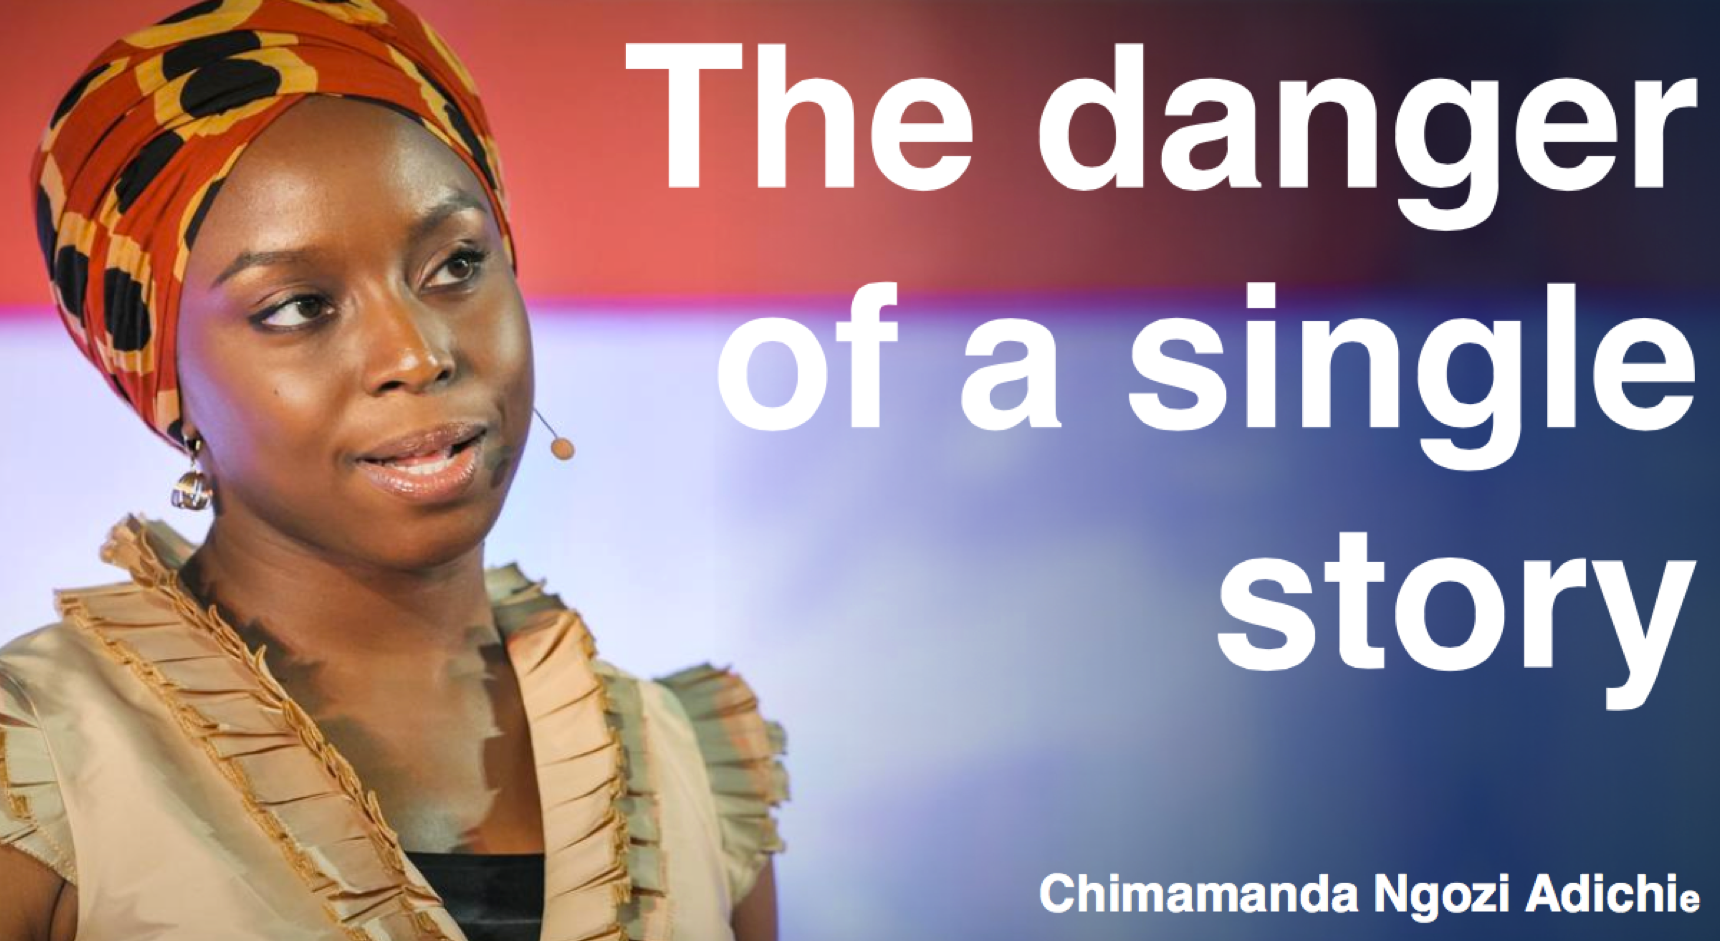 The danger
of a single
story
Chimamanda Ngozi Adichie